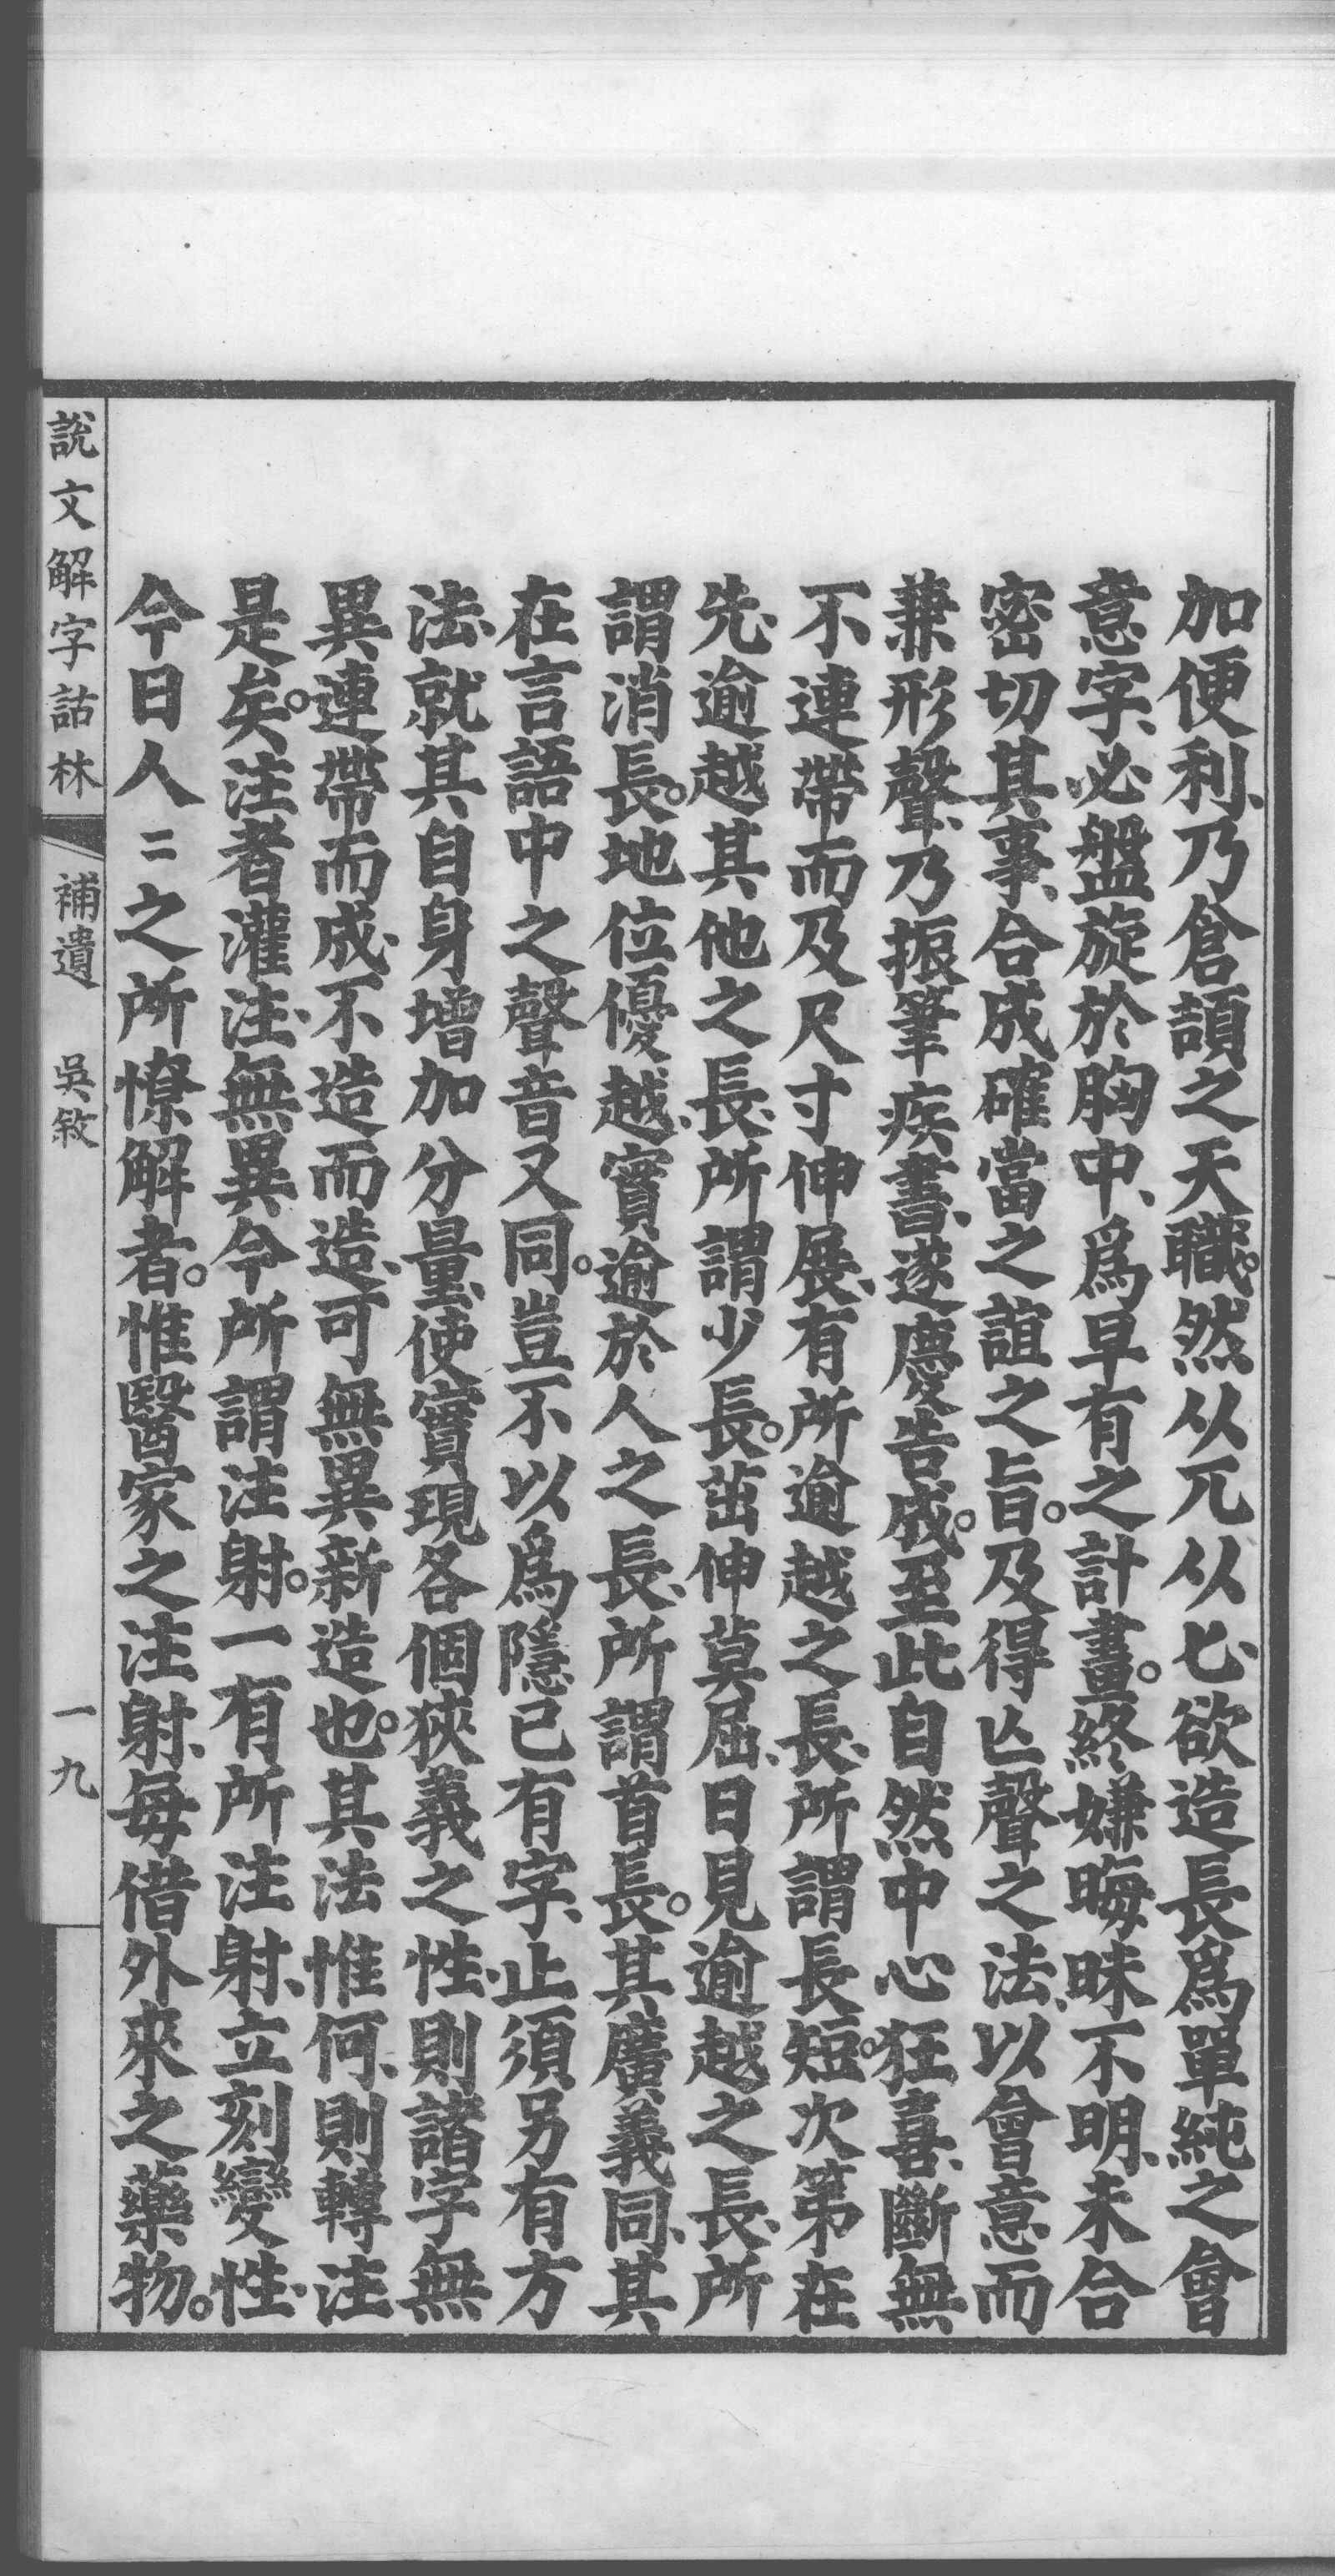 加便利、乃倉頡之天職。然从兀从匕、欲造長爲單純之會
意字、必盤旋於胸中、爲早有之計畫。終嫌晦昧不明、未合
密切其事、合成確當之誼之旨。及得亾聲之法、以會意而
兼形聲、乃振筆疾書、遂慶告成。至此自然中心狂喜、斷無
不連帶而及尺寸伸展、有所逾越之長、所謂長短。次第在
先、逾越其他之長、所謂少長。茁伸莫屈、日見逾越之長、所
謂消長。地位優越、實逾於人之長、所謂首長。其廣義同、其
在言語中之聲音又同。豈不以爲隱已有字、止須另有方
法、就其自身增加分量、使實現各個狹義之性、則諸字無
異連帶而成、不造而造、可無異新造也。其法惟何、則轉注
是矣。注者灌注、無異今所謂注射。一有所注射、立刻變性、
今日人〻之所憭解者。惟醫家之注射、每借外來之藥物。
說文解字詁林 補遺 吳敘 一九